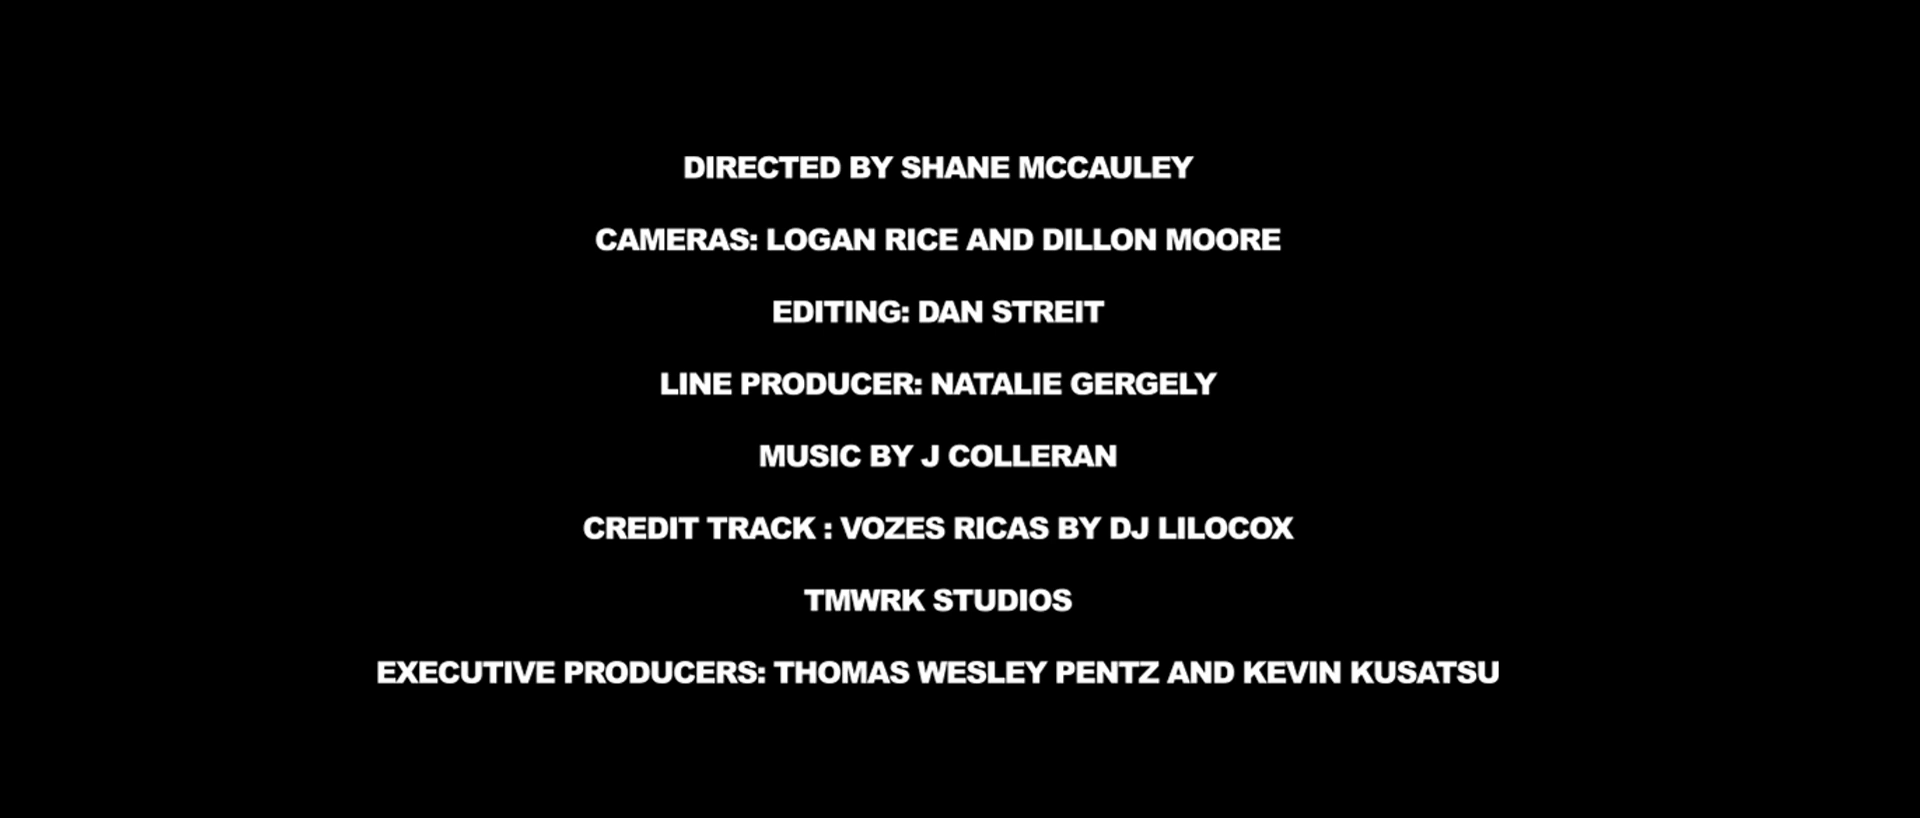 DIRECTED BY SHANE MCCAULEY
CAMERAS: LOGAN RICE AND DILLON MOORE
EDITING: DAN STREIT
LINE PRODUCER: NATALIE GERGELY
MUSIC BY J COLLERAN
CREDIT TRACK : VOZES RICAS BY DJ LILOCOX
TMWRK STUDIOS
EXECUTIVE PRODUCERS: THOMAS WESLEY PENTZ AND KEVIN KUSATSU